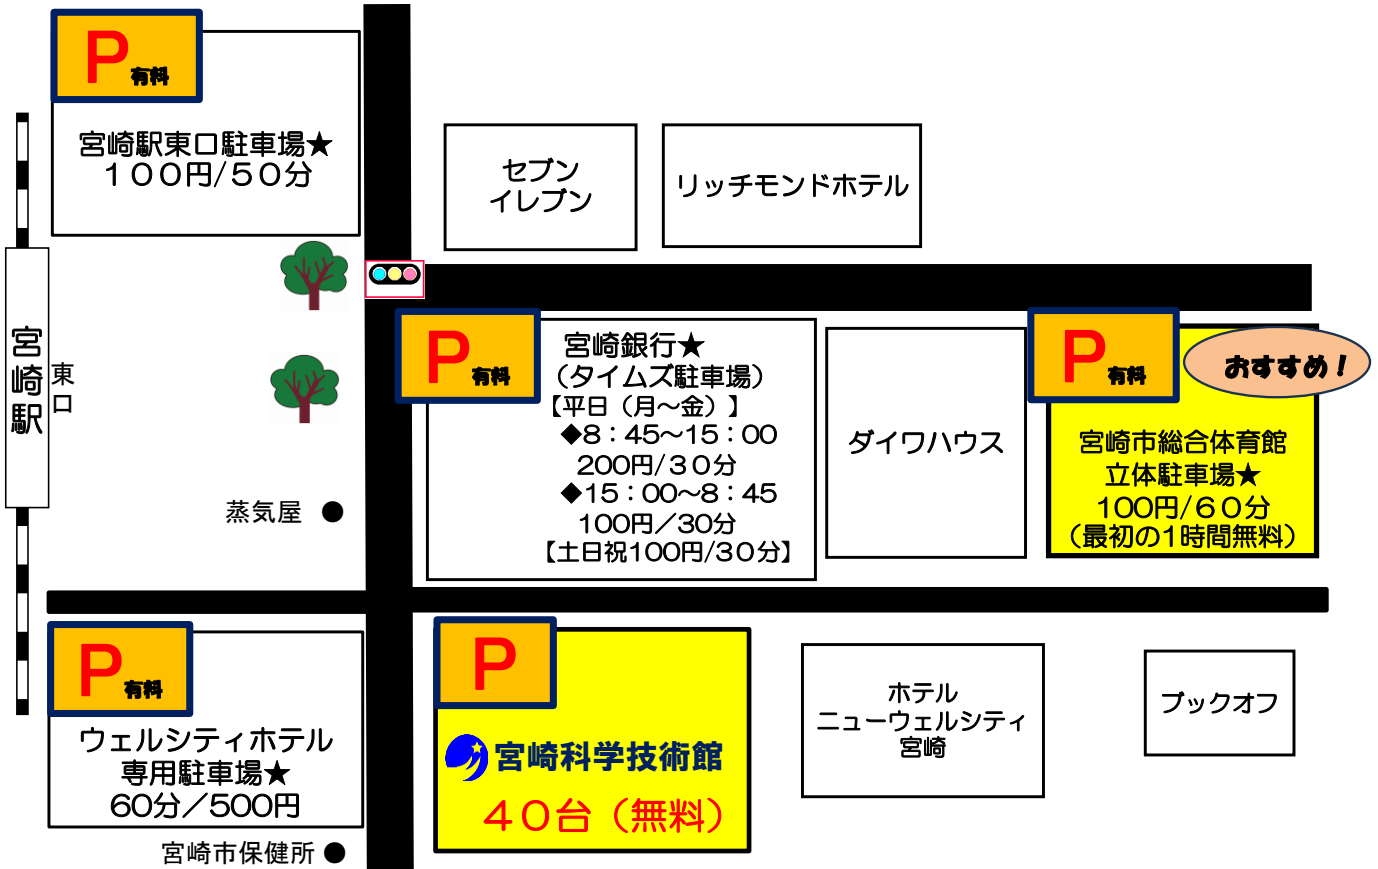 P有料
宮崎駅東口駐車場★
１００円/５０分
セブン
イレブン
リッチモンドホテル
宮崎駅
東口
蒸気屋 ●
P有料
宮崎銀行★
（タイムズ駐車場）
【平日（月～金）】
◆8：45～15：00
200円/３０分
◆15：00～8：45
100円／30分
【土日祝100円/３０分】
ダイワハウス
P有料
おすすめ！
宮崎市総合体育館
立体駐車場★
100円/６０分
（最初の1時間無料）
P有料
ウェルシティホテル
専用駐車場★
60分／500円
宮崎市保健所 ●
P
宮崎科学技術館
４０台（無料）
ホテル
ニューウェルシティ
宮崎
ブックオフ